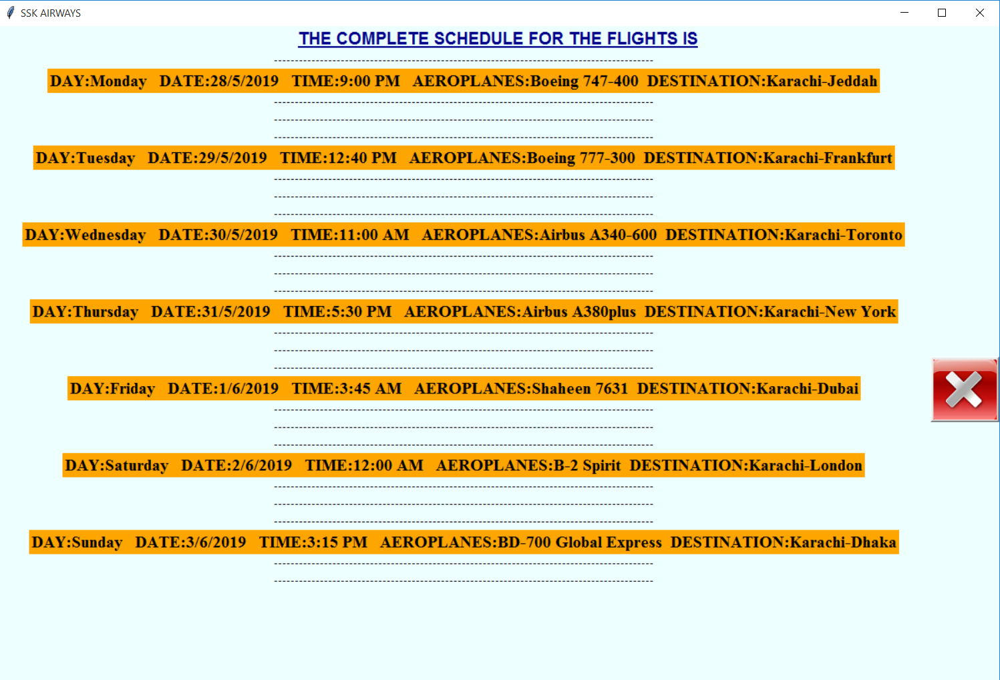 SSK AIRWAYS
THE COMPLETE SCHEDULE FOR THE FLIGHTS IS
-------------------------------------------------------------------------------------------
DAY:Monday   DATE:28/5/2019   TIME:9:00 PM   AEROPLANES:Boeing 747-400  DESTINATION:Karachi-Jeddah
-------------------------------------------------------------------------------------------
-------------------------------------------------------------------------------------------
-------------------------------------------------------------------------------------------
DAY:Tuesday   DATE:29/5/2019   TIME:12:40 PM   AEROPLANES:Boeing 777-300  DESTINATION:Karachi-Frankfurt
-------------------------------------------------------------------------------------------
-------------------------------------------------------------------------------------------
-------------------------------------------------------------------------------------------
DAY:Wednesday   DATE:30/5/2019   TIME:11:00 AM   AEROPLANES:Airbus A340-600  DESTINATION:Karachi-Toronto
-------------------------------------------------------------------------------------------
-------------------------------------------------------------------------------------------
-------------------------------------------------------------------------------------------
DAY:Thursday   DATE:31/5/2019   TIME:5:30 PM   AEROPLANES:Airbus A380plus  DESTINATION:Karachi-New York
-------------------------------------------------------------------------------------------
-------------------------------------------------------------------------------------------
-------------------------------------------------------------------------------------------
DAY:Friday   DATE:1/6/2019   TIME:3:45 AM   AEROPLANES:Shaheen 7631  DESTINATION:Karachi-Dubai
-------------------------------------------------------------------------------------------
-------------------------------------------------------------------------------------------
-------------------------------------------------------------------------------------------
DAY:Saturday   DATE:2/6/2019   TIME:12:00 AM   AEROPLANES:B-2 Spirit  DESTINATION:Karachi-London
-------------------------------------------------------------------------------------------
-------------------------------------------------------------------------------------------
-------------------------------------------------------------------------------------------
DAY:Sunday   DATE:3/6/2019   TIME:3:15 PM   AEROPLANES:BD-700 Global Express  DESTINATION:Karachi-Dhaka
-------------------------------------------------------------------------------------------
-------------------------------------------------------------------------------------------